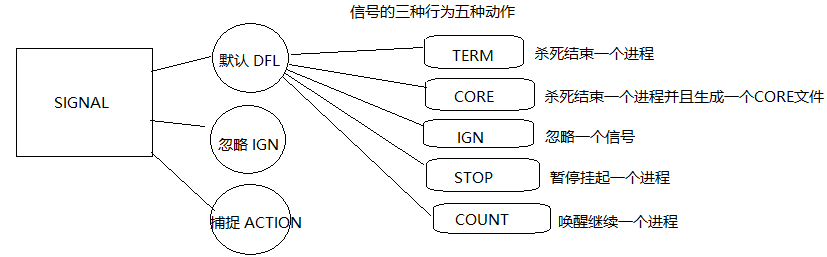 信号的三种行为五种动作
SIGNAL
默认 DFL
忽略 IGN
捕捉 ACTION
TERM 杀死结束一个进程
CORE 杀死结束一个进程并且生成一个CORE文件
IGN 忽略一个信号
STOP 暂停挂起一个进程
COUNT 唤醒继续一个进程